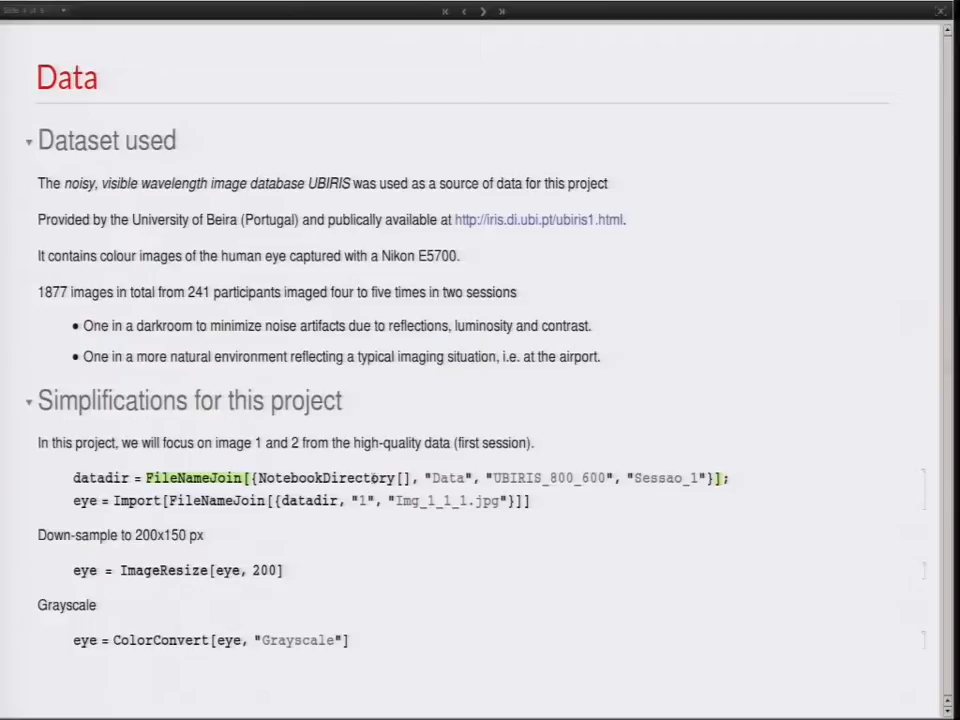 Data
Dataset used
The noisy, visible wavelength image database UBIRIS was used as a source of data for this project
Provided by the University of Beira (Portugal) and publically available at http://iris.di.ubi.pt/ubiris1.html.
It contains colour images of the human eye captured with a Nikon E5700.
1877 images in total from 241 participants imaged four to five times in two sessions
• One in a darkroom to minimize noise artifacts due to reflections, luminosity and contrast.
• One in a more natural environment reflecting a typical imaging situation, i.e. at the airport.
Simplifications for this project
In this project, we will focus on image 1 and 2 from the high-quality data (first session).
datadir = FileNameJoin[{NotebookDirectory[], "Data", "UBIRIS_800_600", "Sessao_1"}];
eye = Import[FileNameJoin[{datadir, "1", "Img_1_1_1.jpg"}]]
Down-sample to 200x150 px
eye = ImageResize[eye, 200]
Grayscale
eye = ColorConvert[eye, "Grayscale"]